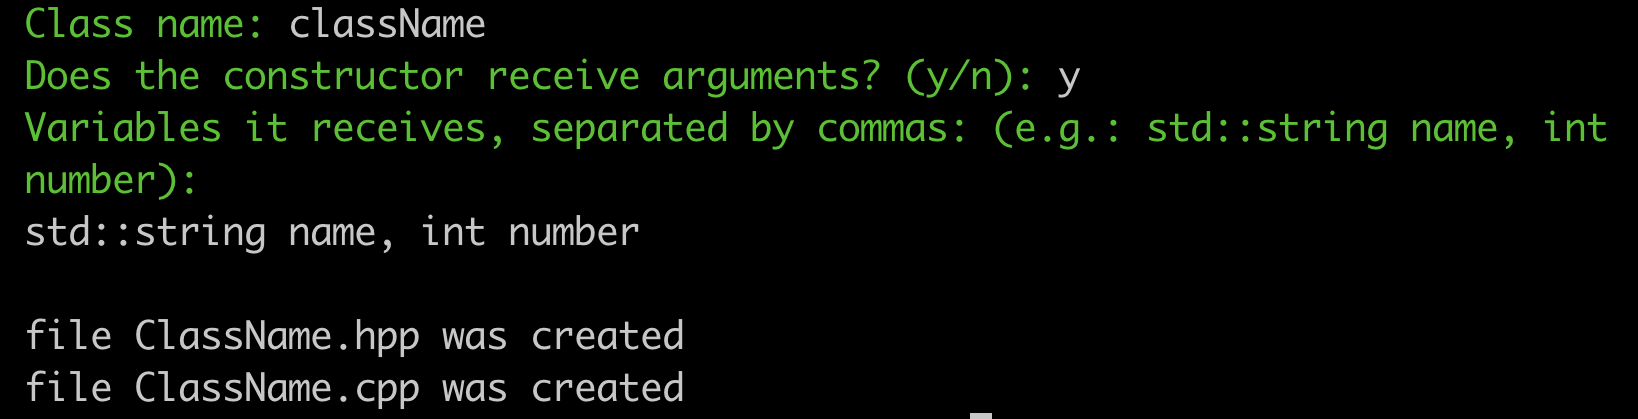 Class name: className
Does the constructor receive arguments? (y/n): y
Variables it receives, separated by commas: (e.g.: std::string name, int
number):
std::string name, int number
file ClassName.hpp was created
file ClassName.cpp was created